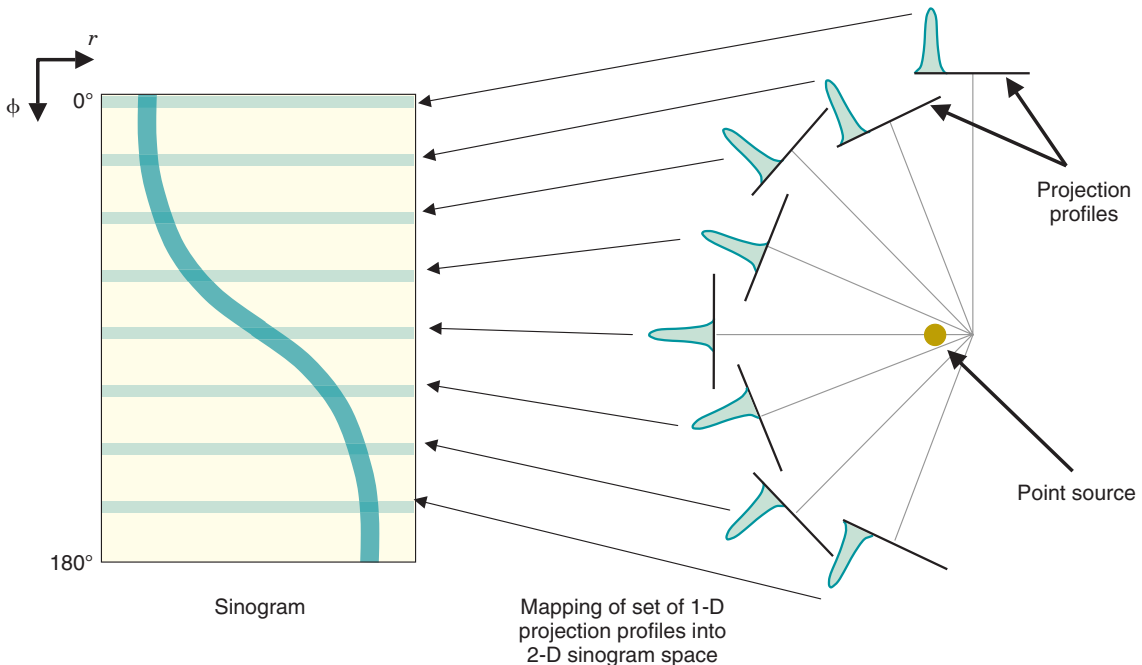 r
ϕ
0°
180°
Sinogram
Mapping of set of 1-D
projection profiles into
2-D sinogram space
Projection
profiles
Point source